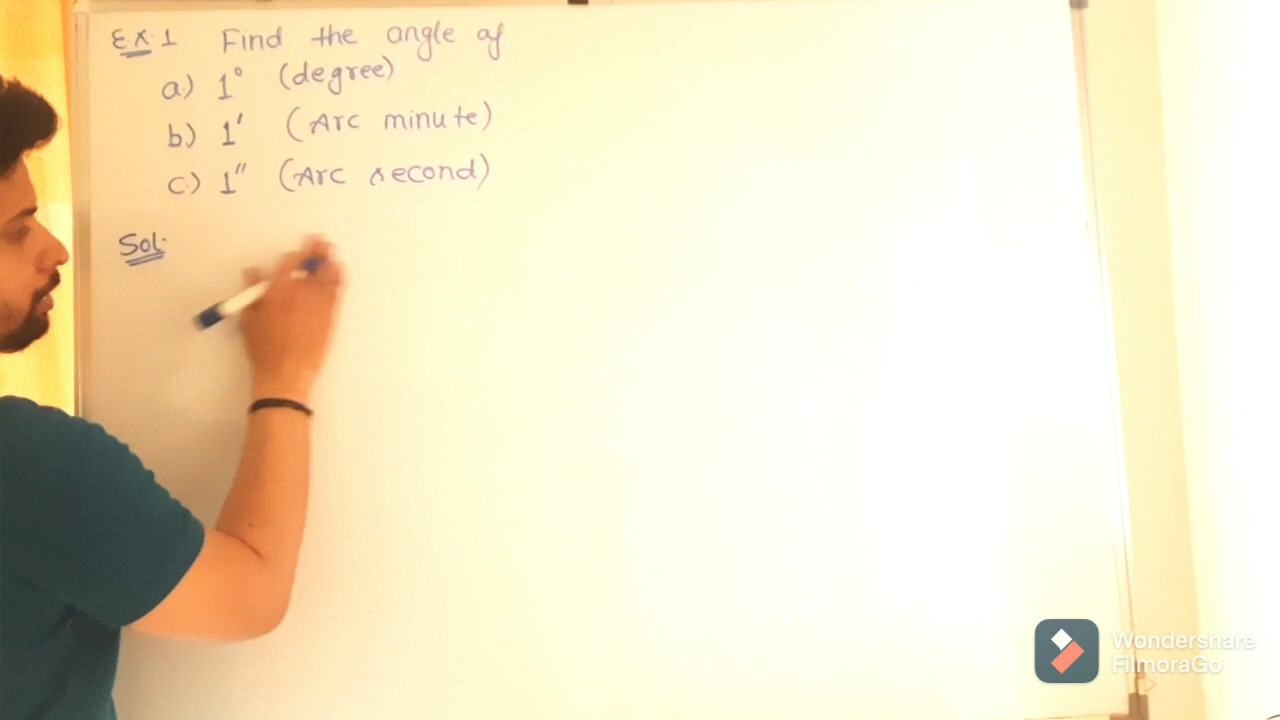 Ex. 1 Find the angle of
a.) 1° (degree)
b.) 1' (Arc minute)
c.) 1" (Arc second)
Sol.
Wondershare
FilmoraGo